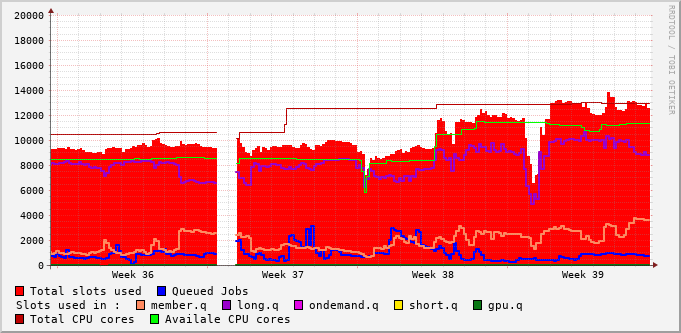 20000
18000
16000
14000
12000
10000
8000
6000
4000
2000
0
Week 36 Week 37 Week 38 Week 39
RRDTOOL / TOBI OETIKER
Total slots used Queued Jobs
Slots used in : member.q long.q ondemand.q short.q gpu.q
Total CPU cores Availale CPU cores